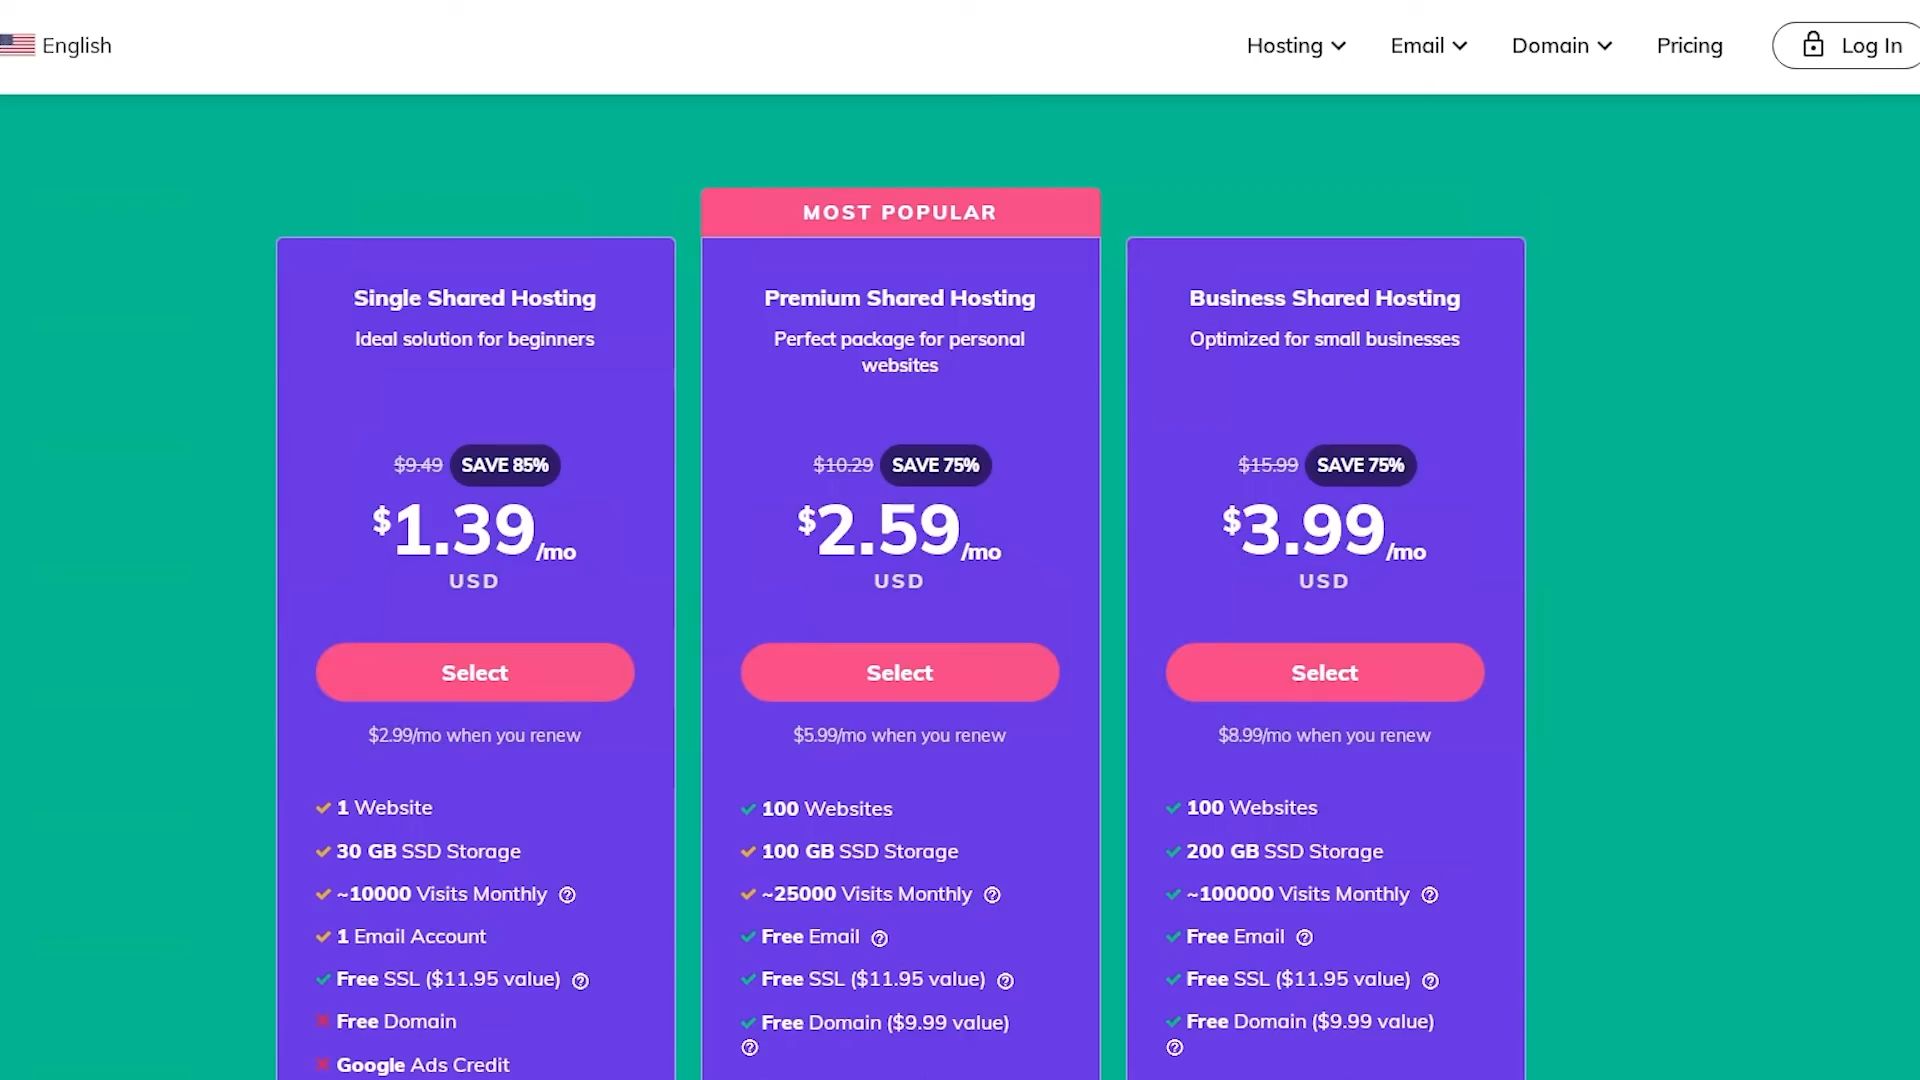 English
Hosting
Email
Domain
Pricing
Log In
MOST POPULAR
Single Shared Hosting
Ideal solution for beginners
$9.49 SAVE 85%
$1.39/mo
USD
Select
$2.99/mo when you renew
1 Website
30 GB SSD Storage
~10000 Visits Monthly
1 Email Account
Free SSL ($11.95 value)
Free Domain
Google Ads Credit
Premium Shared Hosting
Perfect package for personal
websites
$10.29 SAVE 75%
$2.59/mo
USD
Select
$5.99/mo when you renew
100 Websites
100 GB SSD Storage
~25000 Visits Monthly
Free Email
Free SSL ($11.95 value)
Free Domain ($9.99 value)
Business Shared Hosting
Optimized for small businesses
$15.99 SAVE 75%
$3.99/mo
USD
Select
$8.99/mo when you renew
100 Websites
200 GB SSD Storage
~100000 Visits Monthly
Free Email
Free SSL ($11.95 value)
Free Domain ($9.99 value)